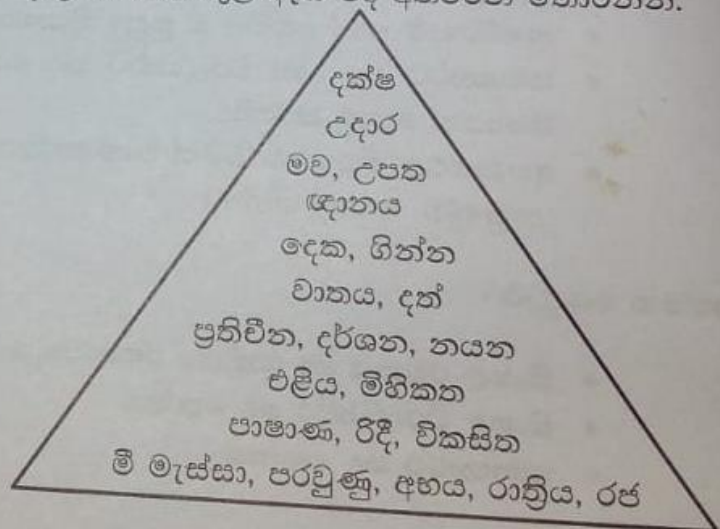 දක්ෂ
උදාර
මව, උපත
ඥානය
දෙක, ගින්න
වාතය, දත්
ප්‍රතිචීන, දර්ශන, නයන
එළිය, මිහිකත
පාෂාණ, රිදී, විකසිත
මී මැස්සා, පරවුණු, අභය, රාත්‍රිය, රජ